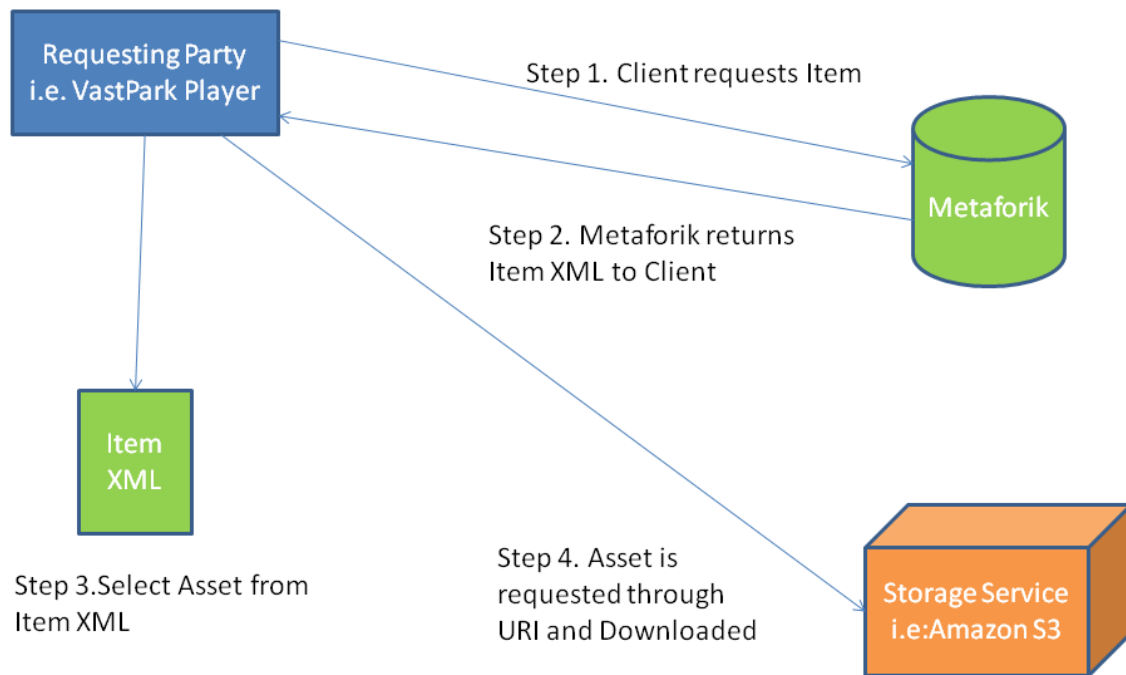 Requesting Party
i.e. VastPark Player
Step 1. Client requests Item
Metaforik
Step 2. Metaforik returns
Item XML to Client
Item
XML
Step 3.Select Asset from
Item XML
Step 4. Asset is
requested through
URI and Downloaded
Storage Service
i.e:Amazon S3